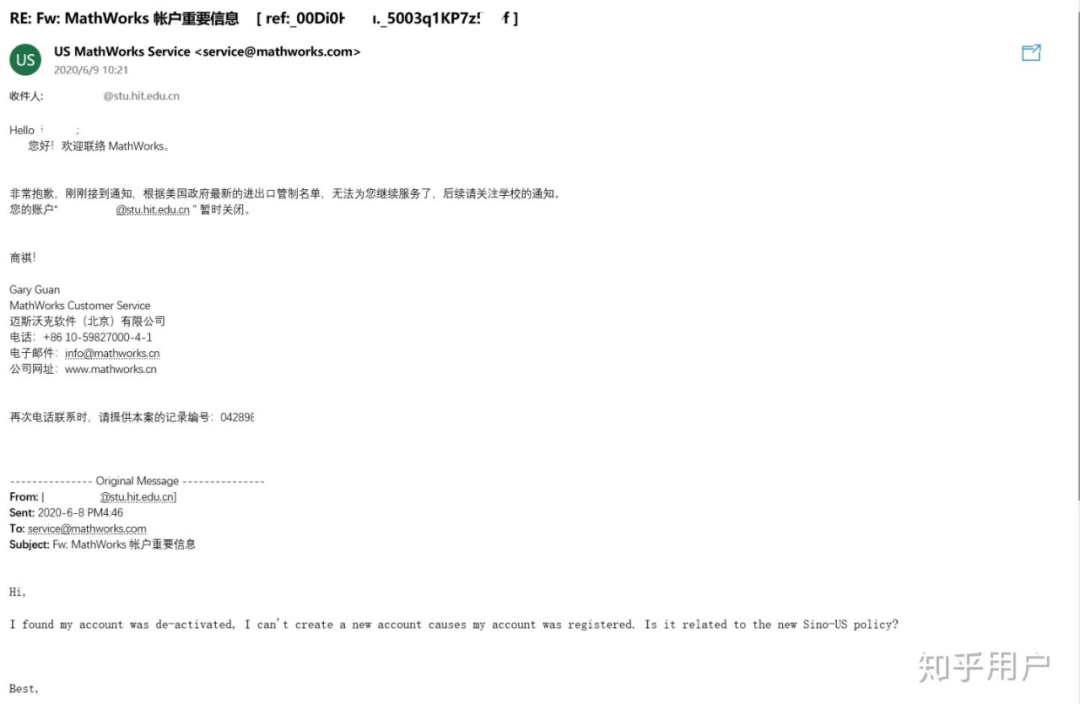 RE: Fw: MathWorks 帐户重要信息 [ ref:_00Di0 ._5003q1KP7z f ]
US
US MathWorks Service <service@mathworks.com>
2020/6/9 10:21
收件人: @stu.hit.edu.cn
Hello
您好！欢迎联络 MathWorks。
非常抱歉，刚刚接到通知，根据美国政府最新的进出口管制名单，无法为您继续服务了，后续请关注学校的通知。
您的账户" @stu.hit.edu.cn " 暂时关闭。
商祺！
Gary Guan
MathWorks Customer Service
迈斯沃克软件（北京）有限公司
电话：+86 10-59827000-4-1
电子邮件：info@mathworks.cn
公司网址：www.mathworks.cn
再次电话联系时，请提供本案的记录编号：04289
--------------- Original Message ---------------
From: [ @stu.hit.edu.cn]
Sent: 2020-6-8 PM4:46
To: service@mathworks.com
Subject: Fw: MathWorks 帐户重要信息
Hi,
I found my account was de-activated, I can't create a new account causes my account was registered. Is it related to the new Sino-US policy?
Best,
知乎用户